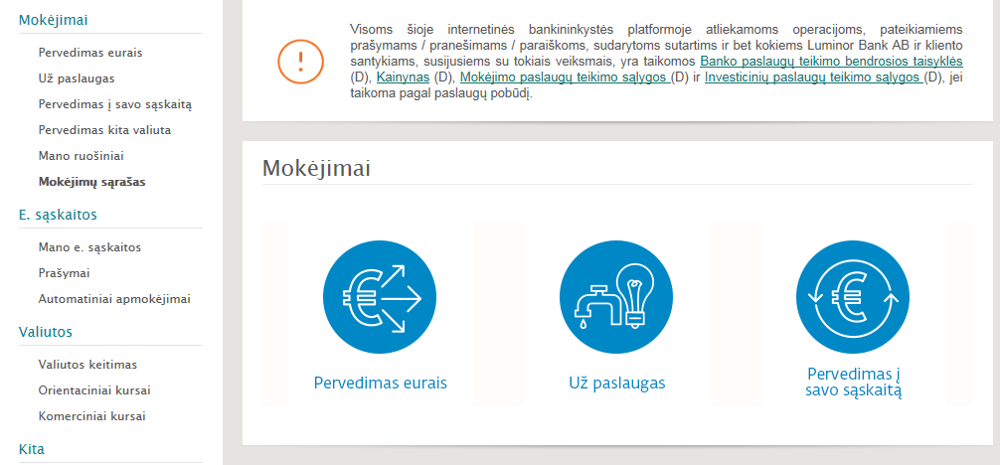 Mokėjimai
Pervedimas eurais
Už paslaugas
Pervedimas į savo sąskaitą
Pervedimas kita valiuta
Mano ruošiniai
Mokėjimų sąrašas
E. sąskaitos
Mano e. sąskaitos
Prašymai
Automatiniai apmokėjimai
Valiutos
Valiutos keitimas
Orientaciniai kursai
Komerciniai kursai
Kita
Visoms šioje internetinės bankininkystės platformoje atliekamoms operacijoms, pateikiamiems
prašymams / pranešimams / paraiškoms, sudarytoms sutartims ir bet kokiems Luminor Bank AB ir kliento
santykiams, susijusiems su tokiais veiksmais, yra taikomos Banko paslaugų teikimo bendrosios taisyklės
(D), Kainynas (D), Mokėjimo paslaugų teikimo sąlygos (D) ir Investicinių paslaugų teikimo sąlygos (D), jei
taikoma pagal paslaugų pobūdį.
Mokėjimai
Pervedimas eurais
Už paslaugas
Pervedimas į
savo sąskaitą